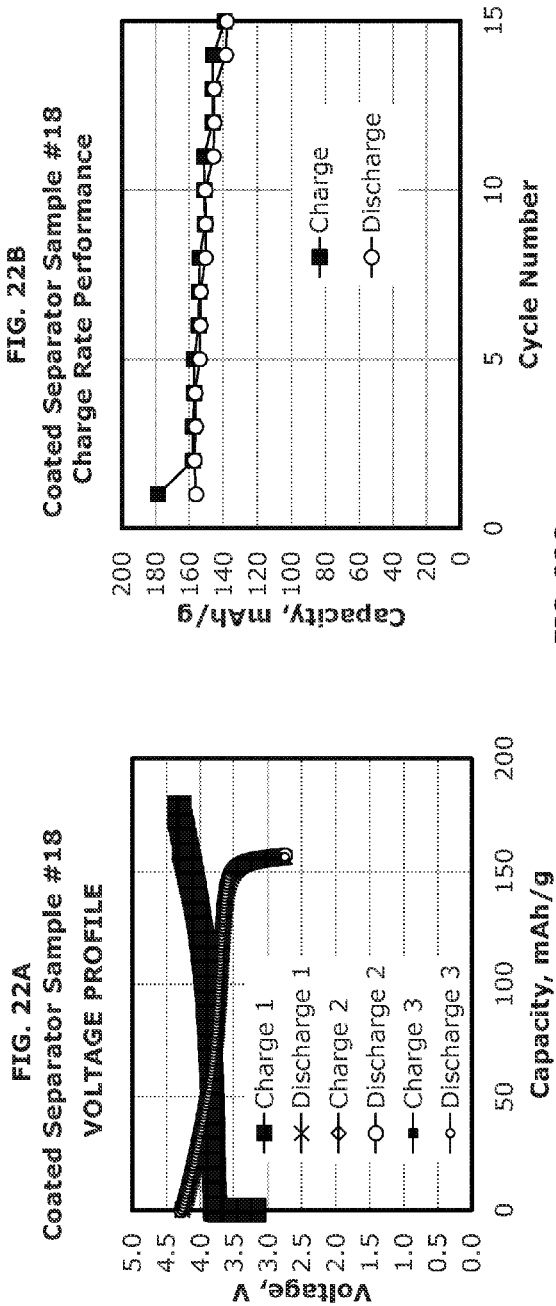 FIG. 22A
Coated Separator Sample #18
VOLTAGE PROFILE
5.0
4.5
4.0
3.5
3.0
2.5
2.0
1.5
1.0
0.5
0.0
Voltage, V
Charge 1
Discharge 1
Charge 2
Discharge 2
Charge 3
Discharge 3
0
50
100
150
200
Capacity, mAh/g
FIG. 22B
Coated Separator Sample #18
Charge Rate Performance
200
180
160
140
120
100
80
60
40
20
0
Capacity, mAh/g
Charge
Discharge
0
5
10
15
Cycle Number